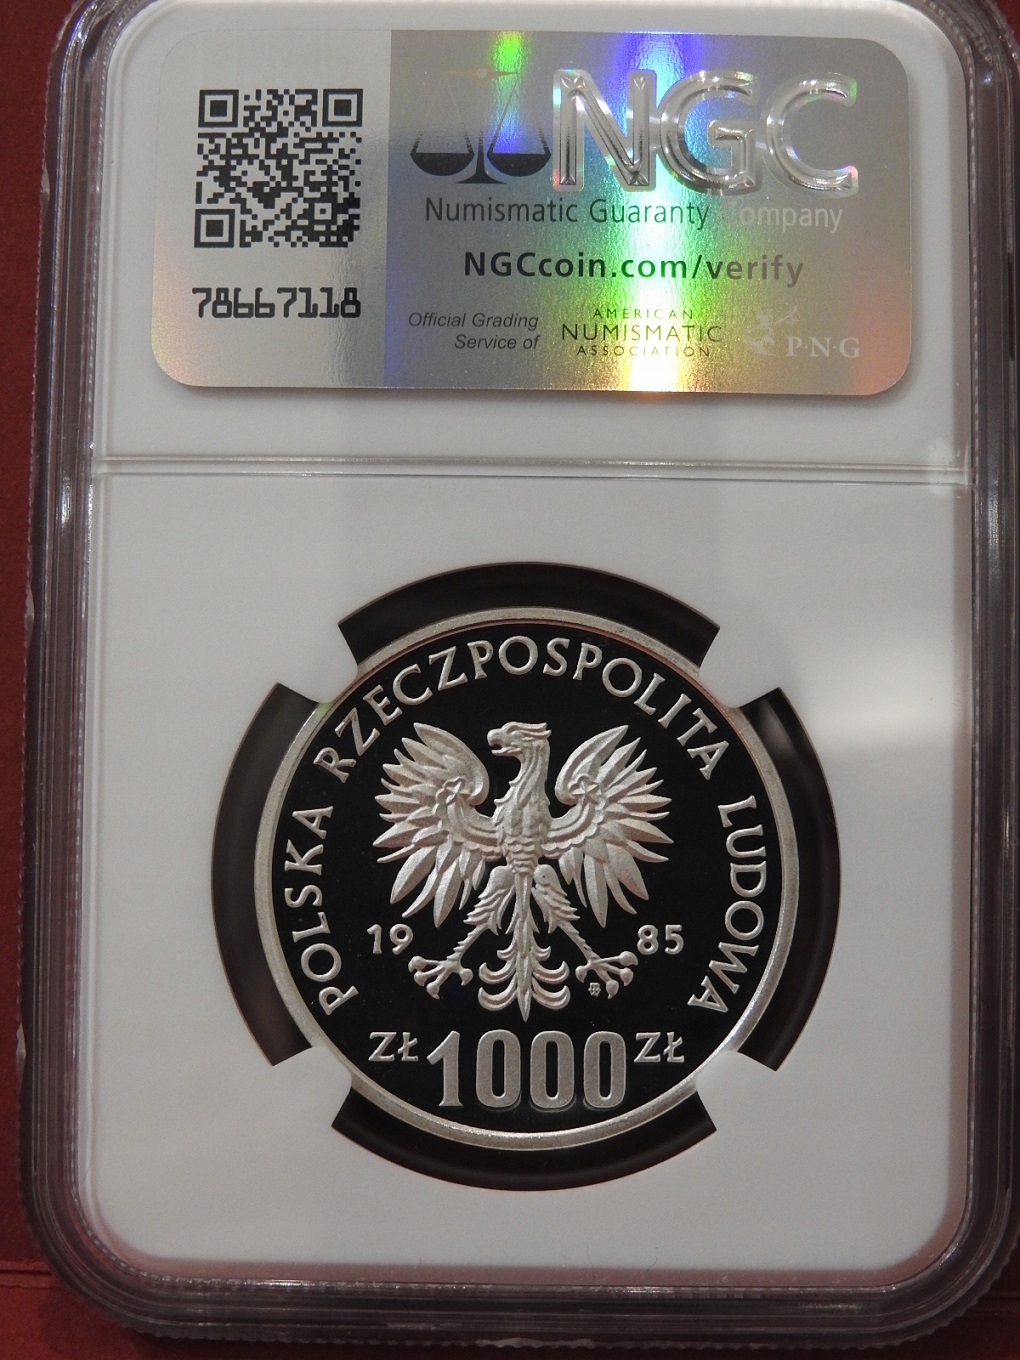 NGC
Numismatic Guaranty Company
NGCcoin.com/verify
78667118
Official Grading
Service of
AMERICAN
NUMISMATIC
ASSOCIATION
P·N·G
POLSKA RZECZPOSPOLITA LUDOWA
19 85
ZŁ 1000 ZŁ